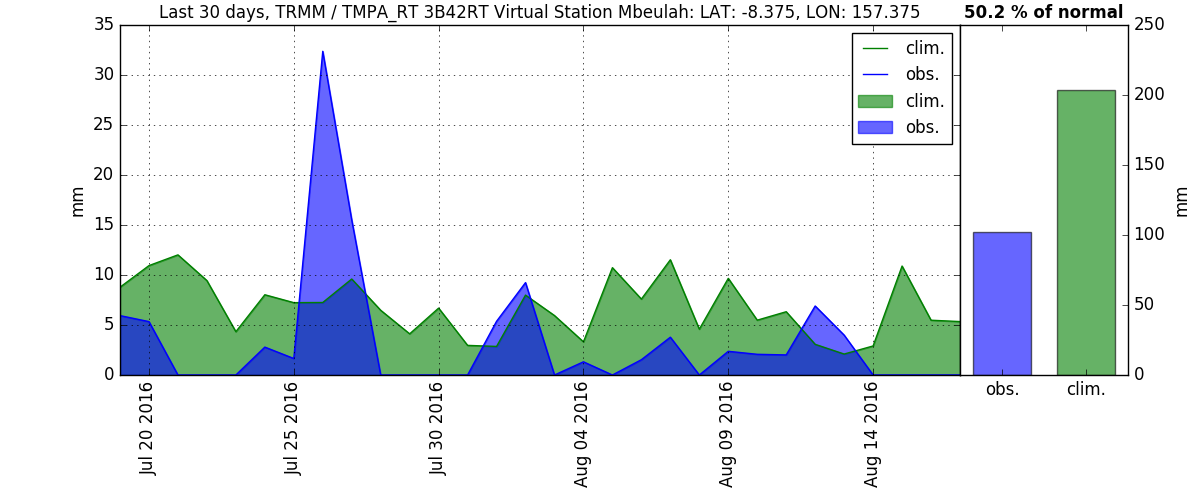 Last 30 days, TRMM / TMPA_RT 3B42RT Virtual Station Mbeulah: LAT: -8.375, LON: 157.375
50.2 % of normal
35
30
25
20
15
10
5
0
mm
clim.
obs.
clim.
obs.
Jul 20 2016
Jul 25 2016
Jul 30 2016
Aug 04 2016
Aug 09 2016
Aug 14 2016
250
200
150
100
50
0
mm
obs.
clim.